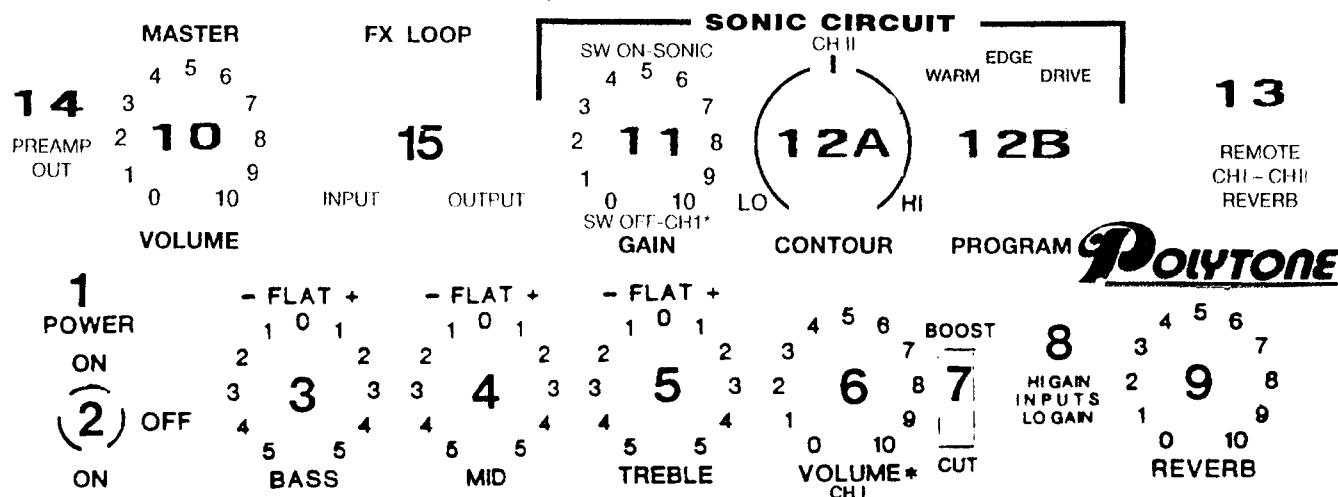 SONIC CIRCUIT
MASTER FX LOOP SW ON-SONIC CH II WARM EDGE DRIVE
14 PREAMP OUT
0 1 2 3 4 5 6 7 8 9 10
10
VOLUME
15
INPUT OUTPUT
0 1 2 3 4 5 6 7 8 9 10
11
SW OFF-CH1*
GAIN
12A
LO HI
CONTOUR
12B
PROGRAM
13
REMOTE
CHI – CHII
REVERB
POLYTONE
1
POWER
ON
2 OFF
ON
- FLAT +
5 4 3 2 1 0 1 2 3 4 5
3
BASS
- FLAT +
5 4 3 2 1 0 1 2 3 4 5
4
MID
- FLAT +
5 4 3 2 1 0 1 2 3 4 5
5
TREBLE
0 1 2 3 4 5 6 7 8 9 10
6
VOLUME*
CH I
BOOST
7
CUT
8
HI GAIN
INPUTS
LO GAIN
0 1 2 3 4 5 6 7 8 9 10
9
REVERB